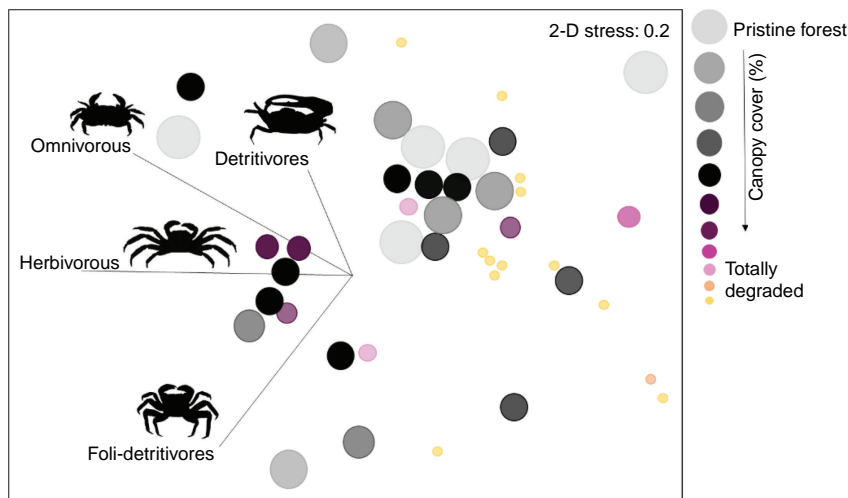 2-D stress: 0.2
Pristine forest
Canopy cover (%)
Totally
degraded
Omnivorous
Detritivores
Herbivorous
Foli-detritivores